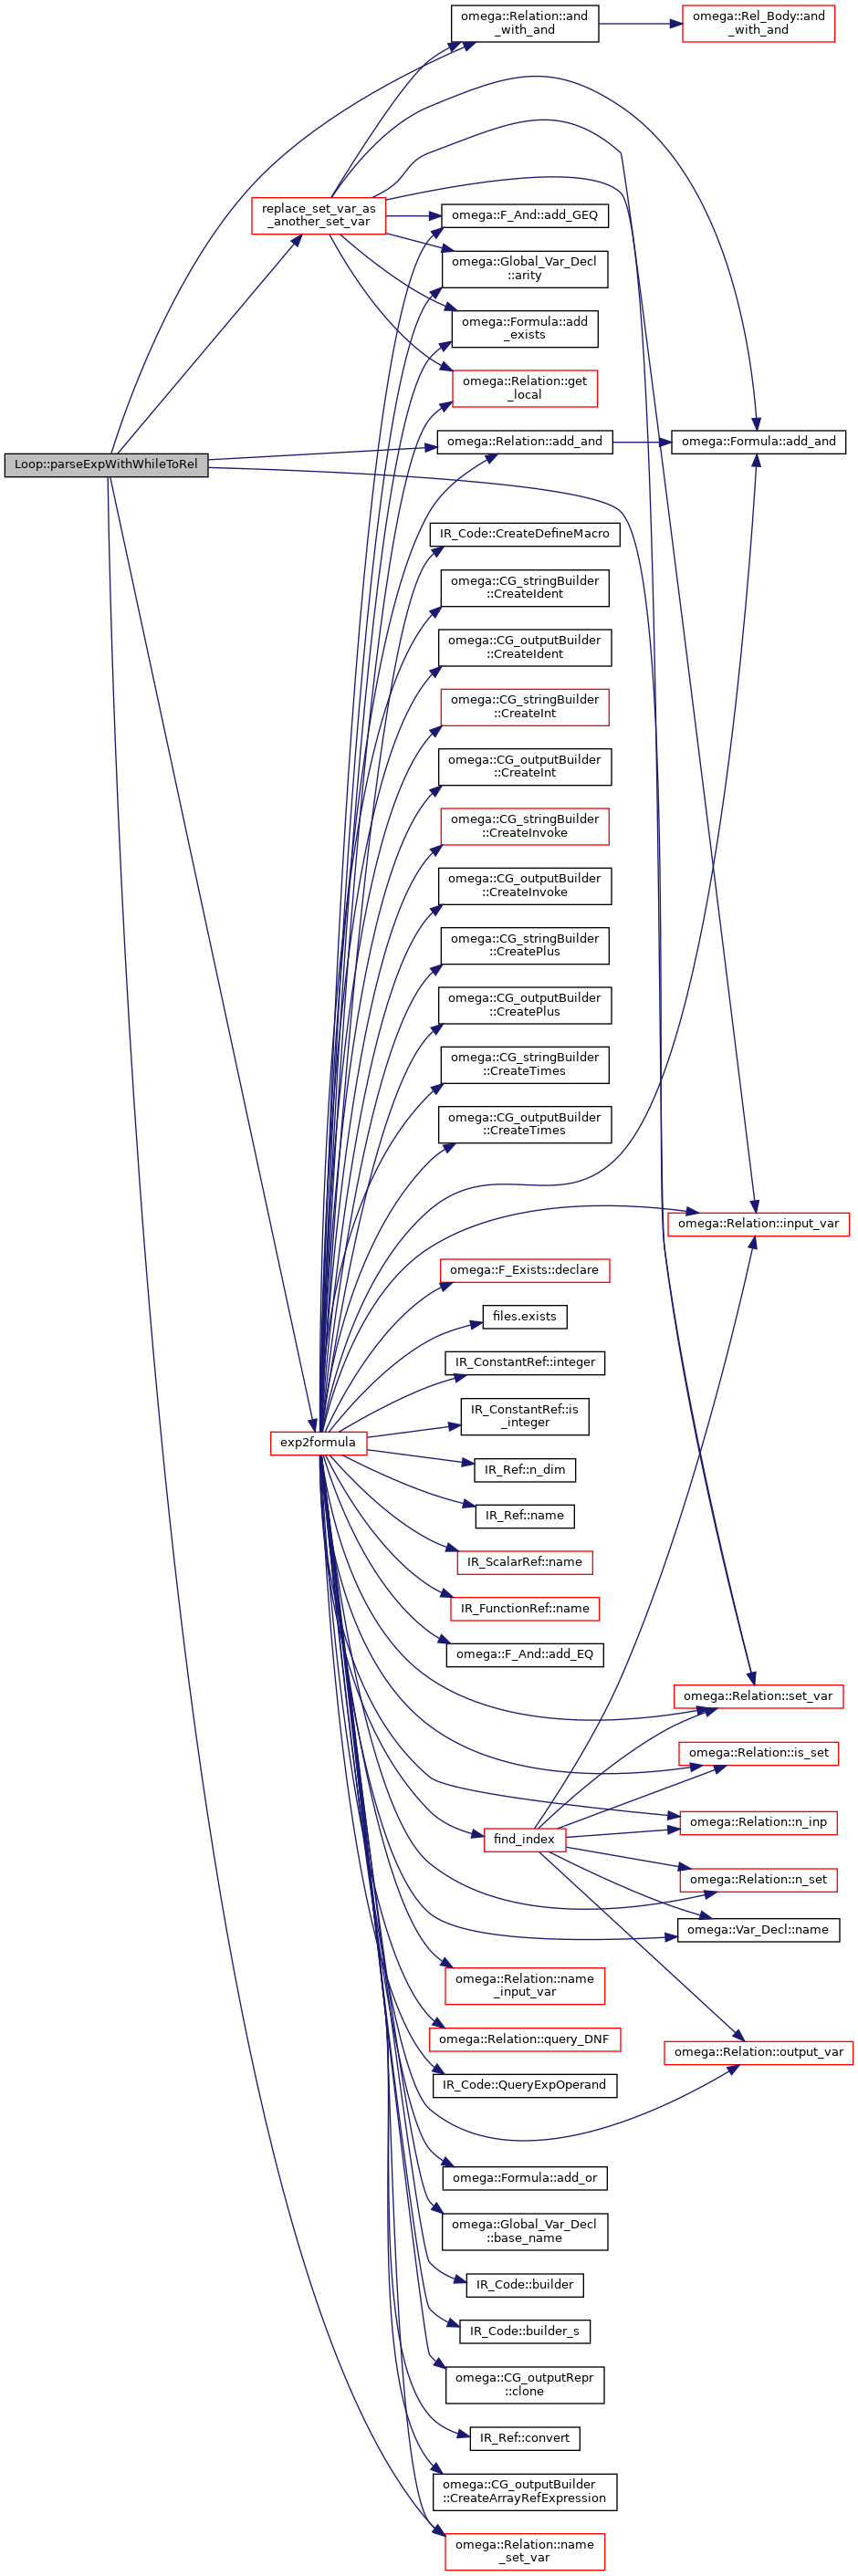 omega::Relation::and
_with_and
omega::Rel_Body::and
_with_and
replace_set_var_as
_another_set_var
omega::F_And::add_GEQ
omega::Global_Var_Decl
::arity
omega::Formula::add
_exists
omega::Relation::get
_local
omega::Relation::add_and
omega::Formula::add_and
Loop::parseExpWithWhileToRel
IR_Code::CreateDefineMacro
omega::CG_stringBuilder
::CreateIdent
omega::CG_outputBuilder
::CreateIdent
omega::CG_stringBuilder
::CreateInt
omega::CG_outputBuilder
::CreateInt
omega::CG_stringBuilder
::CreateInvoke
omega::CG_outputBuilder
::CreateInvoke
omega::CG_stringBuilder
::CreatePlus
omega::CG_outputBuilder
::CreatePlus
omega::CG_stringBuilder
::CreateTimes
omega::CG_outputBuilder
::CreateTimes
omega::Relation::input_var
omega::F_Exists::declare
files.exists
IR_ConstantRef::integer
IR_ConstantRef::is
_integer
exp2formula
IR_Ref::n_dim
IR_Ref::name
IR_ScalarRef::name
IR_FunctionRef::name
omega::F_And::add_EQ
omega::Relation::set_var
omega::Relation::is_set
omega::Relation::n_inp
find_index
omega::Relation::n_set
omega::Var_Decl::name
omega::Relation::name
_input_var
omega::Relation::query_DNF
omega::Relation::output_var
IR_Code::QueryExpOperand
omega::Formula::add_or
omega::Global_Var_Decl
::base_name
IR_Code::builder
IR_Code::builder_s
omega::CG_outputRepr
::clone
IR_Ref::convert
omega::CG_outputBuilder
::CreateArrayRefExpression
omega::Relation::name
_set_var